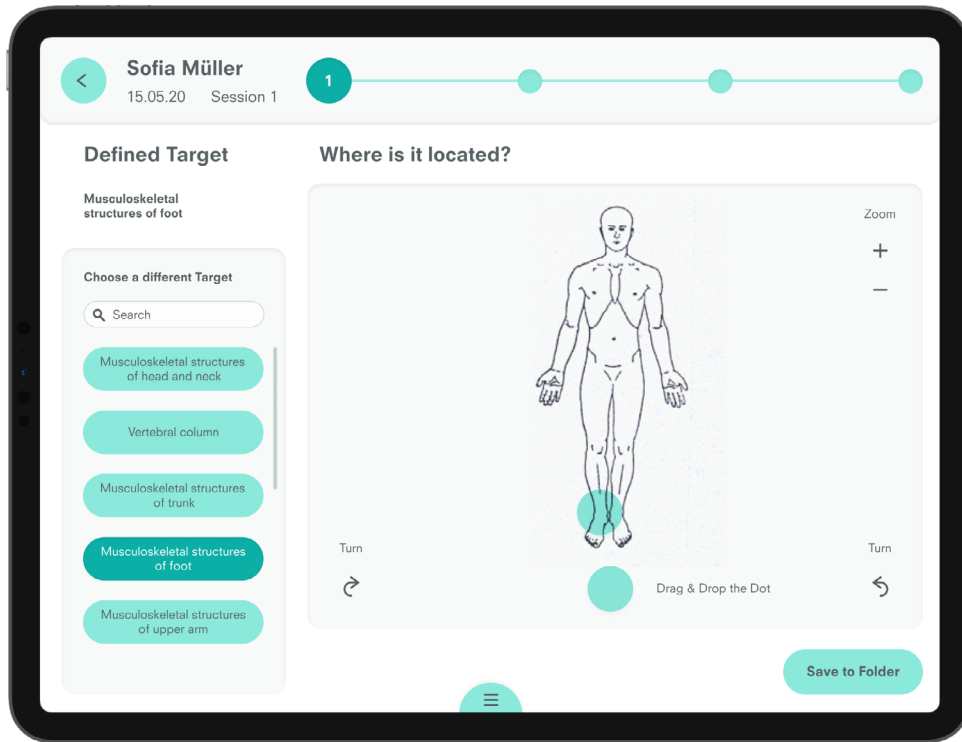 Sofia Müller
15.05.20 Session 1
1
Defined Target
Musculoskeletal
structures of foot
Choose a different Target
Search
Musculoskeletal structures
of head and neck
Vertebral column
Musculoskeletal structures
of trunk
Musculoskeletal structures
of foot
Musculoskeletal structures
of upper arm
Where is it located?
Zoom
+
−
Turn
Turn
Drag & Drop the Dot
Save to Folder